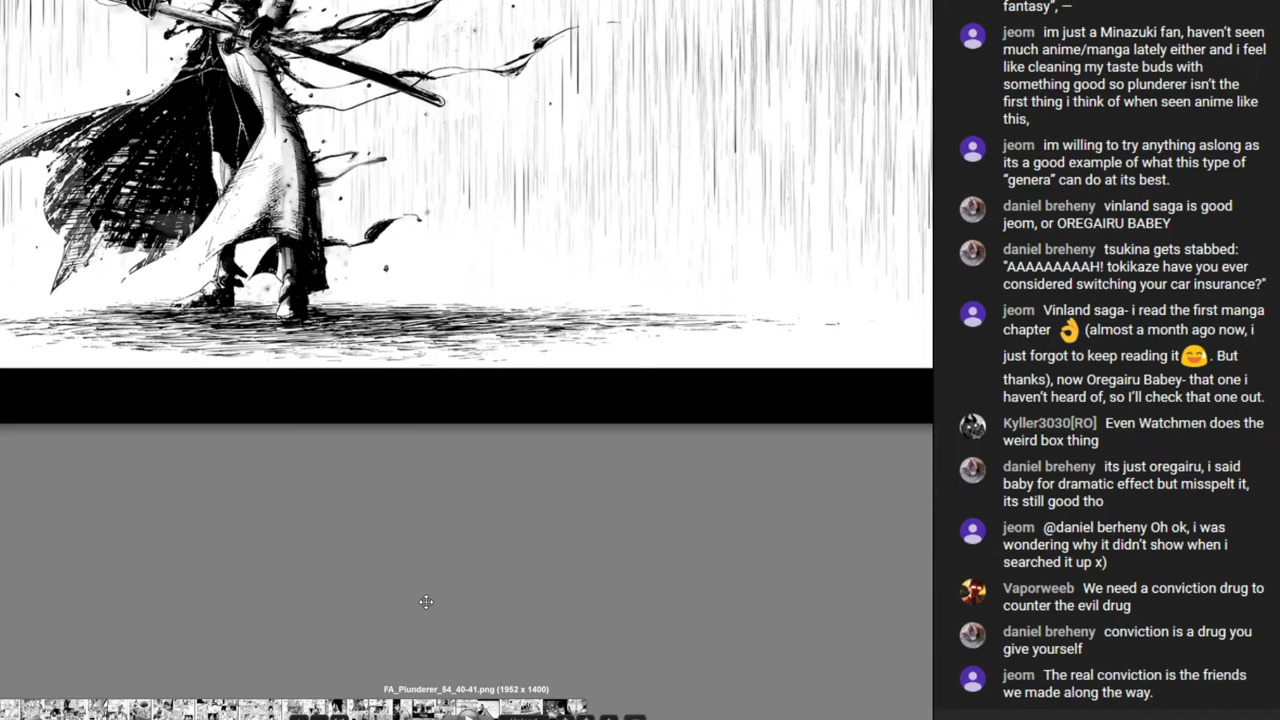 fantasy", —
jeom im just a Minazuki fan, haven't seen
much anime/manga lately either and i feel
like cleaning my taste buds with
something good so plunderer isn't the
first thing i think of when seen anime like
this,
jeom im willing to try anything aslong as
its a good example of what this type of
"genera" can do at its best.
daniel breheny vinland saga is good
jeom, or OREGAIRU BABEY
daniel breheny tsukina gets stabbed:
"AAAAAAAAAH! tokikaze have you ever
considered switching your car insurance?"
jeom Vinland saga- i read the first manga
chapter 👌 (almost a month ago now, i
just forgot to keep reading it😅. But
thanks), now Oregairu Babey- that one i
haven't heard of, so I'll check that one out.
Kyller3030[RO] Even Watchmen does the
weird box thing
daniel breheny its just oregairu, i said
baby for dramatic effect but misspelt it,
its still good tho
jeom @daniel berheny Oh ok, i was
wondering why it didn't show when i
searched it up x)
Vaporweeb We need a conviction drug to
counter the evil drug
daniel breheny conviction is a drug you
give yourself
jeom The real conviction is the friends
we made along the way.
FA_Plunderer_54_40-41.png (1952 x 1400)